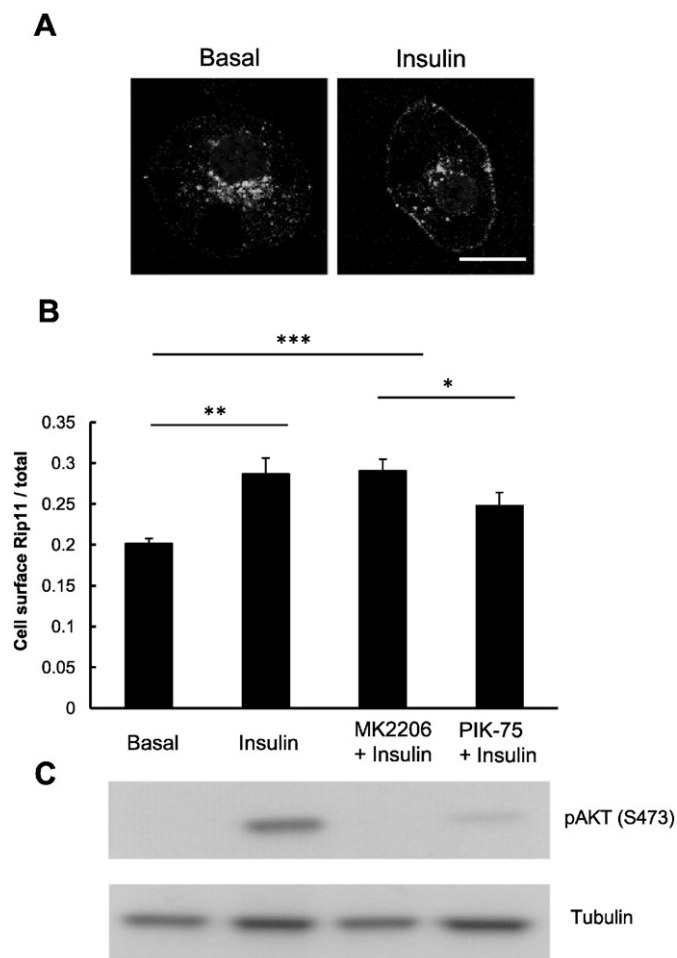 A
Basal Insulin
B
***
**
*
Cell surface Rip11 / total
0.35
0.3
0.25
0.2
0.15
0.1
0.05
0
Basal Insulin MK2206 + Insulin PIK-75 + Insulin
C
pAKT (S473)
Tubulin